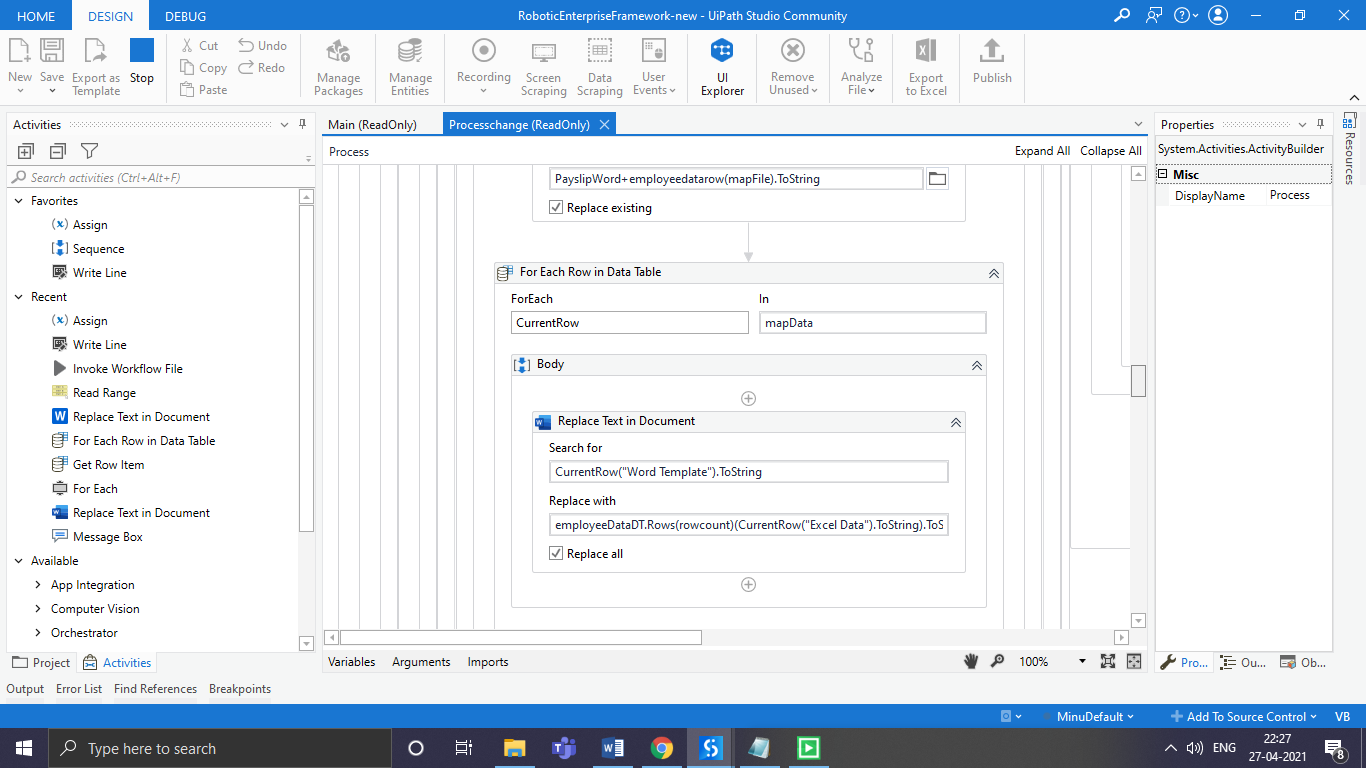 HOME DESIGN DEBUG RoboticEnterpriseFramework-new - UiPath Studio Community
New Save Export as Template Stop
Cut Undo
Copy Redo
Paste
Manage Packages
Manage Entities
Recording
Screen Scraping
Data Scraping
User Events
UI Explorer
Remove Unused
Analyze File
Export to Excel
Publish
Activities
Search activities (Ctrl+Alt+F)
Favorites
Assign
Sequence
Write Line
Recent
Assign
Write Line
Invoke Workflow File
Read Range
Replace Text in Document
For Each Row in Data Table
Get Row Item
For Each
Replace Text in Document
Message Box
Available
App Integration
Computer Vision
Orchestrator
Project Activities
Main (ReadOnly) Processchange (ReadOnly)
Process Expand All Collapse All
PayslipWord+employeedatarow(mapFile).ToString
Replace existing
For Each Row in Data Table
ForEach In
CurrentRow mapData
Body
Replace Text in Document
Search for
CurrentRow("Word Template").ToString
Replace with
employeeDataDT.Rows(rowcount)(CurrentRow("Excel Data").ToString).ToS
Replace all
Variables Arguments Imports 100%
Properties
System.Activities.ActivityBuilder
Misc
DisplayName Process
Resources
Pro... Ou... Ob...
Output Error List Find References Breakpoints
MinuDefault Add To Source Control VB
Type here to search
ENG
22:27
27-04-2021
8